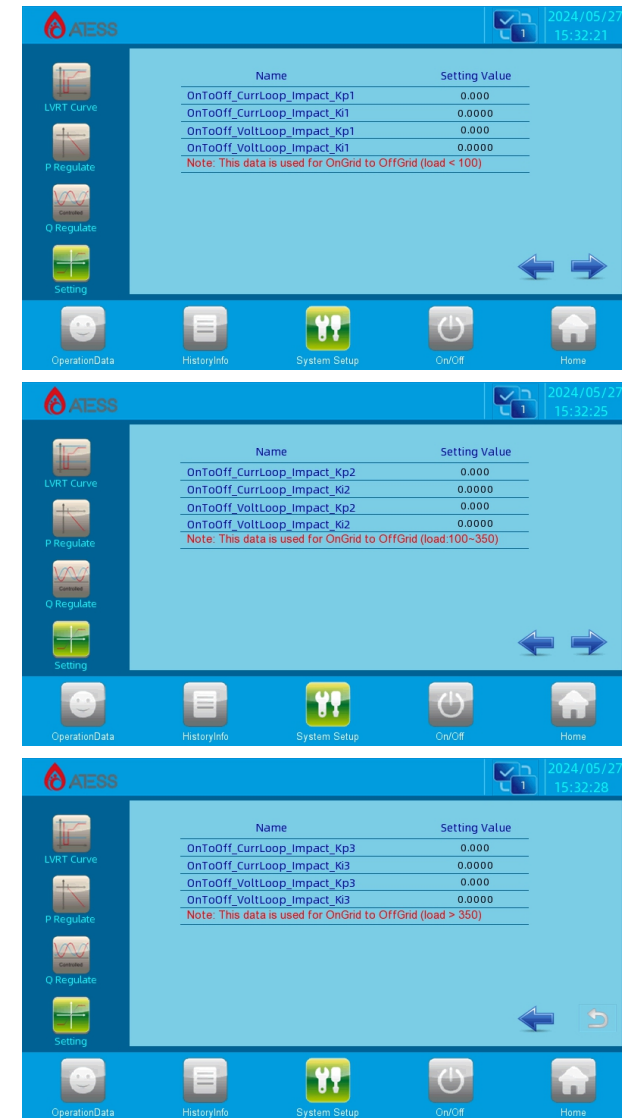 ATESS
1
2024/05/27
15:32:21
Name Setting Value
OnToOff_CurrLoop_Impact_Kp1 0.000
OnToOff_CurrLoop_Impact_Ki1 0.0000
OnToOff_VoltLoop_Impact_Kp1 0.000
OnToOff_VoltLoop_Impact_Ki1 0.0000
Note: This data is used for OnGrid to OffGrid (load < 100)
LVRT Curve
P Regulate
Controlled
Q Regulate
Setting
OperationData HistoryInfo System Setup On/Off Home
ATESS
1
2024/05/27
15:32:25
Name Setting Value
OnToOff_CurrLoop_Impact_Kp2 0.000
OnToOff_CurrLoop_Impact_Ki2 0.0000
OnToOff_VoltLoop_Impact_Kp2 0.000
OnToOff_VoltLoop_Impact_Ki2 0.0000
Note: This data is used for OnGrid to OffGrid (load:100~350)
LVRT Curve
P Regulate
Controlled
Q Regulate
Setting
OperationData HistoryInfo System Setup On/Off Home
ATESS
1
2024/05/27
15:32:28
Name Setting Value
OnToOff_CurrLoop_Impact_Kp3 0.000
OnToOff_CurrLoop_Impact_Ki3 0.0000
OnToOff_VoltLoop_Impact_Kp3 0.000
OnToOff_VoltLoop_Impact_Ki3 0.0000
Note: This data is used for OnGrid to OffGrid (load > 350)
LVRT Curve
P Regulate
Controlled
Q Regulate
Setting
OperationData HistoryInfo System Setup On/Off Home